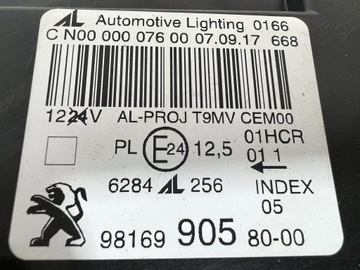 AL Automotive Lighting 0166
C N00 000 076 00 07.09.17 668
1224V AL-PROJ T9MV CEM00
PL E24 12,5 01HCR
01 1
6284 AL 256 INDEX
05
98169 905 80-00